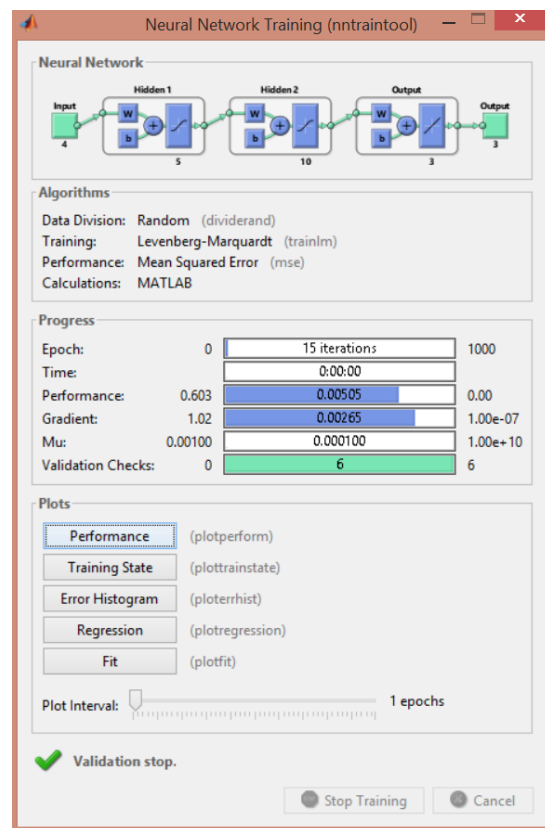 Neural Network Training (nntraintool)
Neural Network
Hidden 1 Hidden 2 Output
Input W b + W b + W b + Output
4 5 10 3 3
Algorithms
Data Division: Random (dividerand)
Training: Levenberg-Marquardt (trainlm)
Performance: Mean Squared Error (mse)
Calculations: MATLAB
Progress
Epoch: 0 15 iterations 1000
Time: 0:00:00
Performance: 0.603 0.00505 0.00
Gradient: 1.02 0.00265 1.00e-07
Mu: 0.00100 0.000100 1.00e+10
Validation Checks: 0 6 6
Plots
Performance (plotperform)
Training State (plottrainstate)
Error Histogram (ploterrhist)
Regression (plotregression)
Fit (plotfit)
Plot Interval: 1 epochs
Validation stop.
Stop Training Cancel